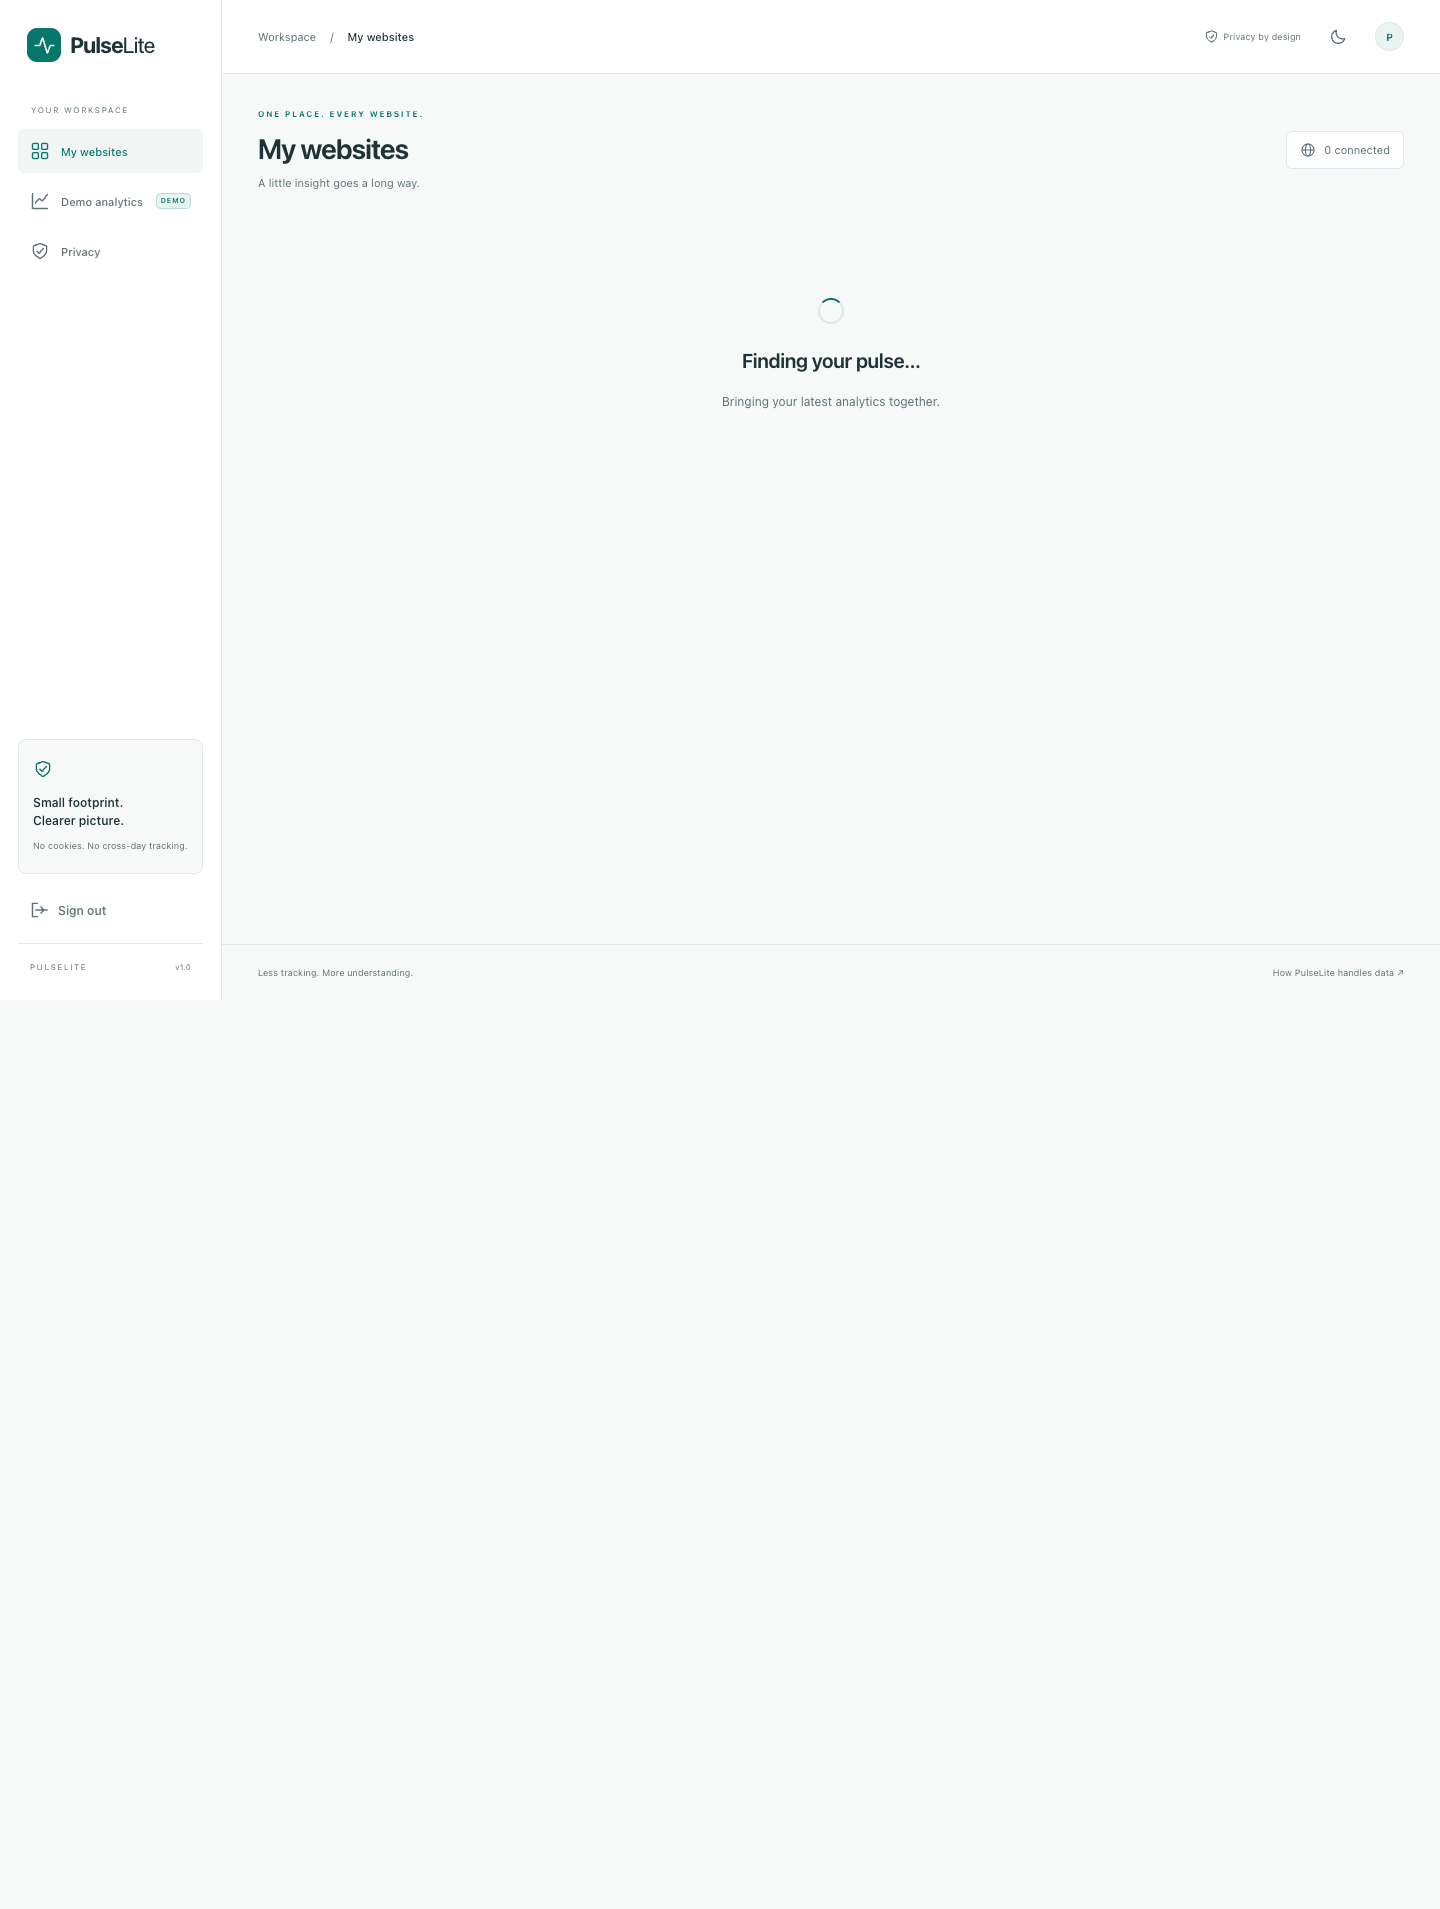 PulseLite
YOUR WORKSPACE
My websites
Demo analytics DEMO
Privacy
Small footprint.
Clearer picture.
No cookies. No cross-day tracking.
Sign out
PULSELITE v1.0
Workspace / My websites
Privacy by design
P
ONE PLACE. EVERY WEBSITE.
My websites
A little insight goes a long way.
0 connected
Finding your pulse...
Bringing your latest analytics together.
Less tracking. More understanding.
How PulseLite handles data ↗